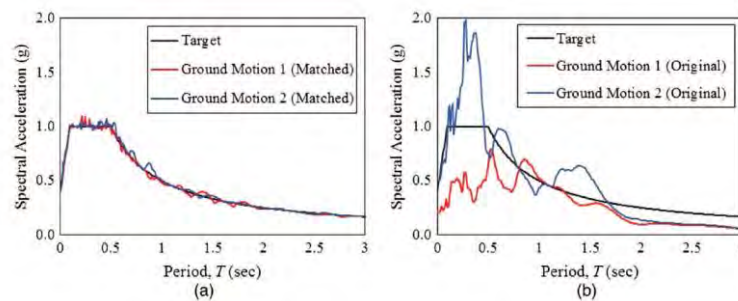 2.0
1.5
1.0
0.5
0.0
Spectral Acceleration (g)
Target
Ground Motion 1 (Matched)
Ground Motion 2 (Matched)
0 0.5 1 1.5 2 2.5 3
Period, T (sec)
(a)
2.0
1.5
1.0
0.5
0.0
Spectral Acceleration (g)
Target
Ground Motion 1 (Original)
Ground Motion 2 (Original)
0 0.5 1 1.5 2 2.5 3
Period, T (sec)
(b)